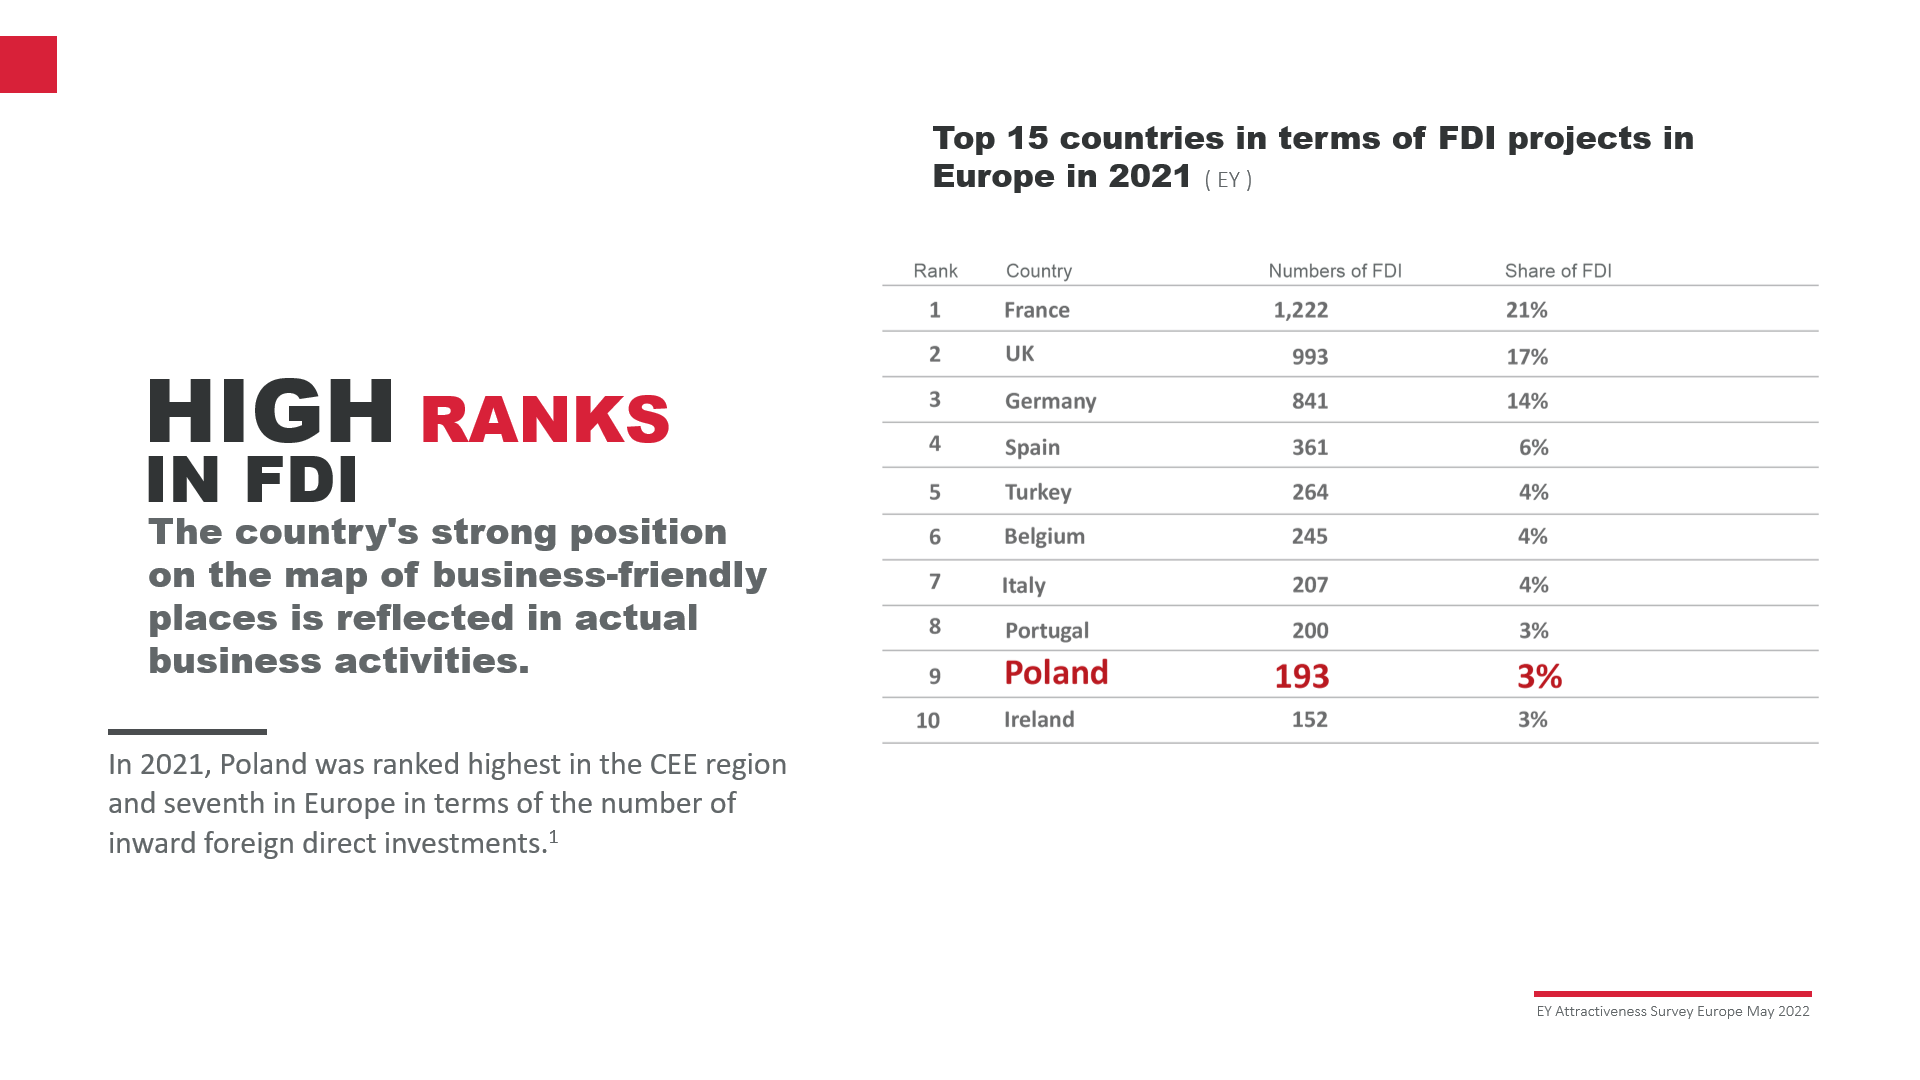 HIGH RANKS
IN FDI
The country's strong position
on the map of business-friendly
places is reflected in actual
business activities.
In 2021, Poland was ranked highest in the CEE region
and seventh in Europe in terms of the number of
inward foreign direct investments.1
Top 15 countries in terms of FDI projects in
Europe in 2021 ( EY )
Rank Country Numbers of FDI Share of FDI
1 France 1,222 21%
2 UK 993 17%
3 Germany 841 14%
4 Spain 361 6%
5 Turkey 264 4%
6 Belgium 245 4%
7 Italy 207 4%
8 Portugal 200 3%
9 Poland 193 3%
10 Ireland 152 3%
EY Attractiveness Survey Europe May 2022